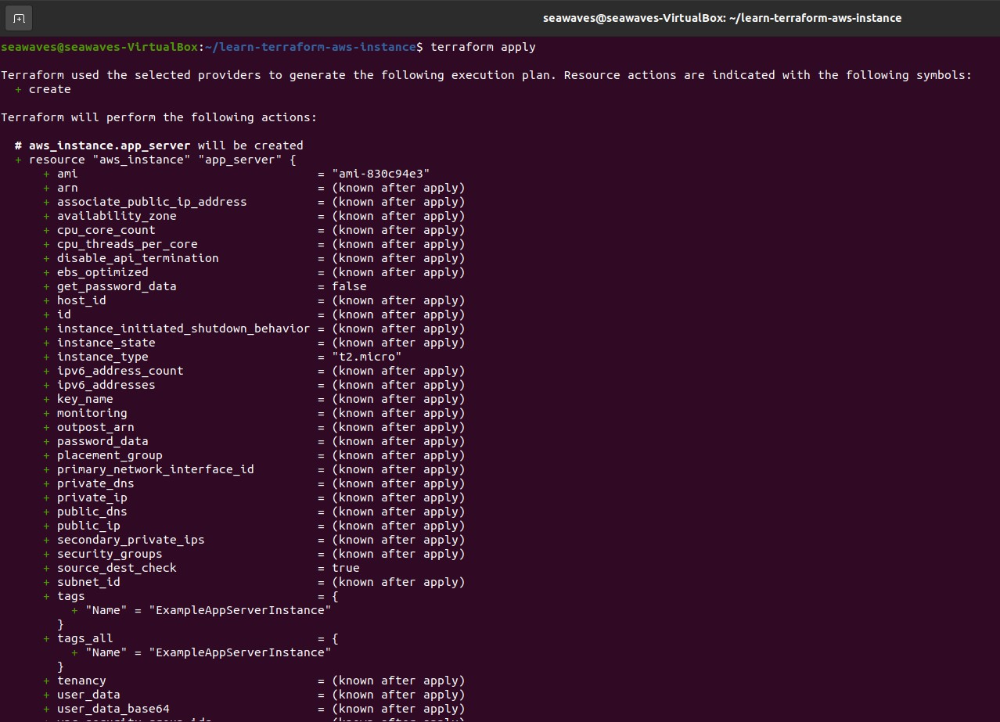 seawaves@seawaves-VirtualBox: ~/learn-terraform-aws-instance
seawaves@seawaves-VirtualBox:~/learn-terraform-aws-instance$ terraform apply
Terraform used the selected providers to generate the following execution plan. Resource actions are indicated with the following symbols:
+ create
Terraform will perform the following actions:
# aws_instance.app_server will be created
+ resource "aws_instance" "app_server" {
+ ami = "ami-830c94e3"
+ arn = (known after apply)
+ associate_public_ip_address = (known after apply)
+ availability_zone = (known after apply)
+ cpu_core_count = (known after apply)
+ cpu_threads_per_core = (known after apply)
+ disable_api_termination = (known after apply)
+ ebs_optimized = (known after apply)
+ get_password_data = false
+ host_id = (known after apply)
+ id = (known after apply)
+ instance_initiated_shutdown_behavior = (known after apply)
+ instance_state = (known after apply)
+ instance_type = "t2.micro"
+ ipv6_address_count = (known after apply)
+ ipv6_addresses = (known after apply)
+ key_name = (known after apply)
+ monitoring = (known after apply)
+ outpost_arn = (known after apply)
+ password_data = (known after apply)
+ placement_group = (known after apply)
+ primary_network_interface_id = (known after apply)
+ private_dns = (known after apply)
+ private_ip = (known after apply)
+ public_dns = (known after apply)
+ public_ip = (known after apply)
+ secondary_private_ips = (known after apply)
+ security_groups = (known after apply)
+ source_dest_check = true
+ subnet_id = (known after apply)
+ tags = {
+ "Name" = "ExampleAppServerInstance"
}
+ tags_all = {
+ "Name" = "ExampleAppServerInstance"
}
+ tenancy = (known after apply)
+ user_data = (known after apply)
+ user_data_base64 = (known after apply)